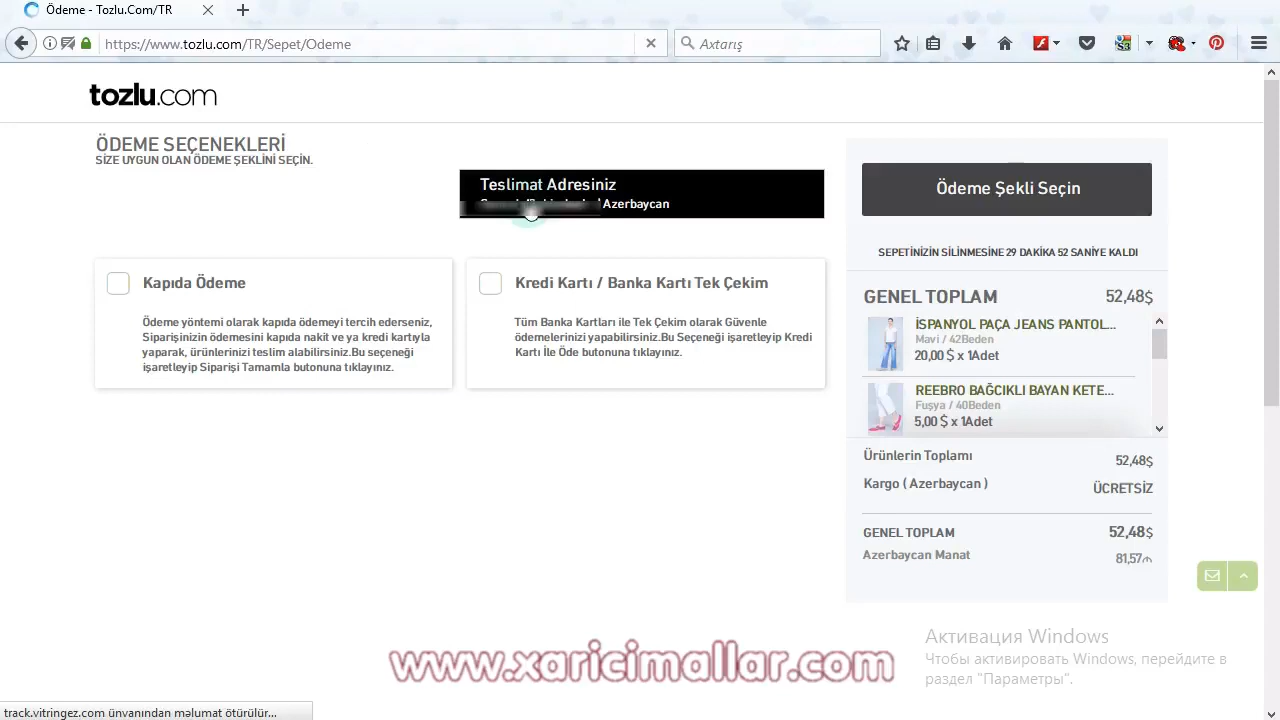 Ödeme - Tozlu.Com/TR
https://www.tozlu.com/TR/Sepet/Odeme
Axtarış
tozlu.com
ÖDEME SEÇENEKLERİ
SİZE UYGUN OLAN ÖDEME ŞEKLİNİ SEÇİN.
Teslimat Adresiniz
Azerbaycan
Kapıda Ödeme
Ödeme yöntemi olarak kapıda ödemeyi tercih ederseniz,
Siparişinizin ödemesini kapıda nakit ve ya kredi kartıyla
yaparak, ürünlerinizi teslim alabilirsiniz.Bu seçeneği
işaretleyip Siparişi Tamamla butonuna tıklayınız.
Kredi Kartı / Banka Kartı Tek Çekim
Tüm Banka Kartları ile Tek Çekim olarak Güvenle
ödemelerinizi yapabilirsiniz.Bu Seçeneği işaretleyip Kredi
Kartı İle Öde butonuna tıklayınız.
Ödeme Şekli Seçin
SEPETİNİZİN SİLİNMESİNE 29 DAKİKA 52 SANİYE KALDI
GENEL TOPLAM 52,48$
İSPANYOL PAÇA JEANS PANTOL...
Mavi / 42Beden
20,00 $ x 1Adet
REEBRO BAĞCIKLI BAYAN KETE...
Fuşya / 40Beden
5,00 $ x 1Adet
Ürünlerin Toplamı 52,48$
Kargo ( Azerbaycan ) ÜCRETSİZ
GENEL TOPLAM 52,48$
Azerbaycan Manat 81,57₼
Активация Windows
Чтобы активировать Windows, перейдите в
раздел "Параметры".
www.xaricimallar.com
track.vitringez.com ünvanından məlumat ötürülür...